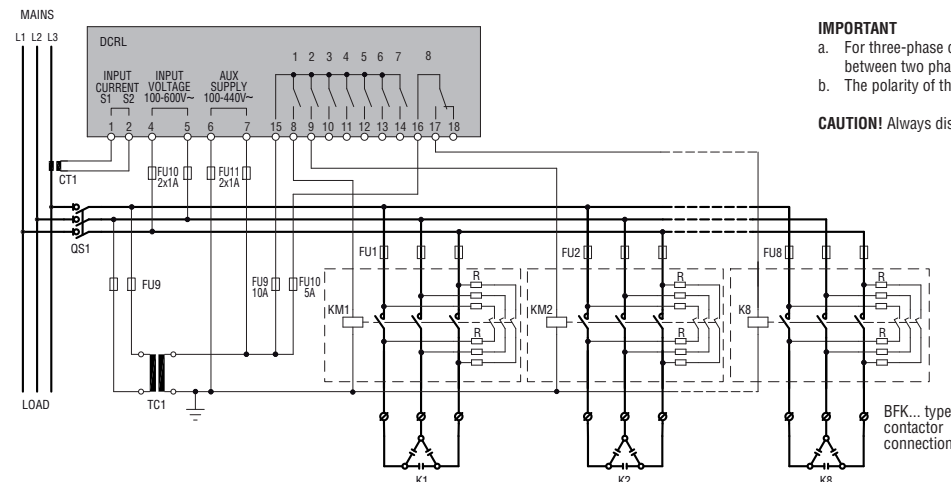 MAINS
L1 L2 L3
DCRL
INPUT CURRENT
S1 S2
INPUT VOLTAGE
100-600V~
AUX SUPPLY
100-440V~
1 2 3 4 5 6 7 8
1 2 4 5 6 7 15 8 9 10 11 12 13 14 16 17 18
CT1
FU10
2x1A
FU11
2x1A
QS1
FU9
FU9
10A
FU10
5A
FU1
FU2
FU8
KM1
R
R
KM2
R
R
K8
R
R
LOAD
TC1
K1
K2
K8
BFK... type
contactor
connection
IMPORTANT
a. For three-phase
between two
b. The polarity of
CAUTION! Always